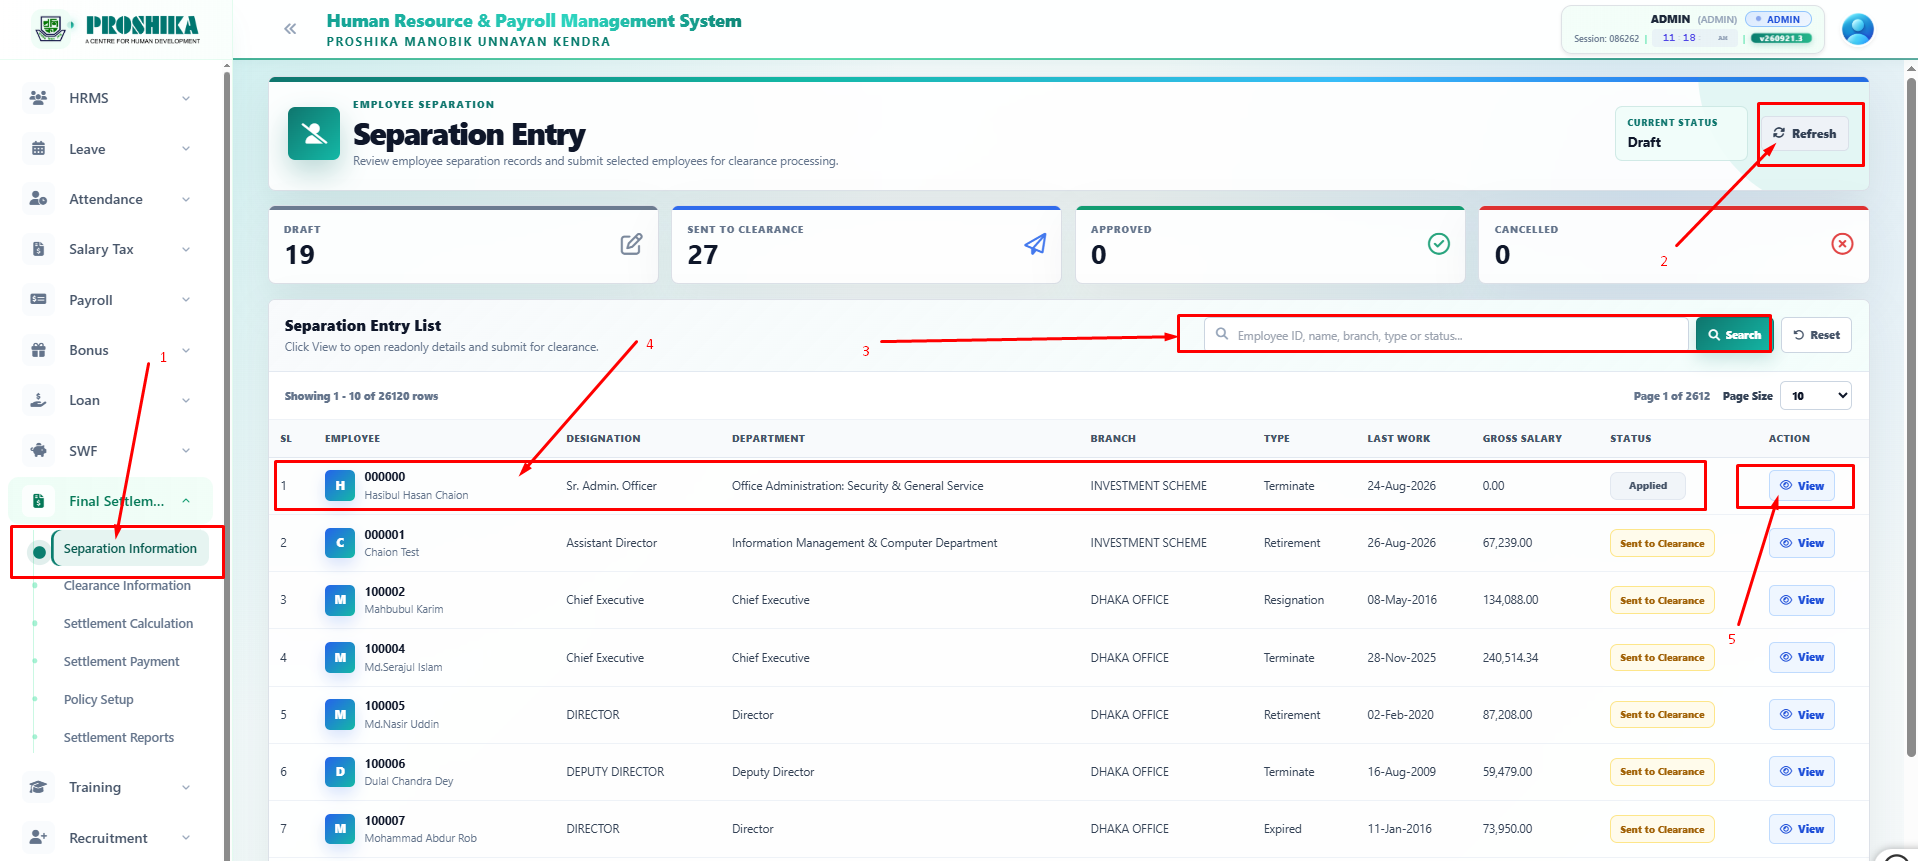 PROSHIKA
A CENTRE FOR HUMAN DEVELOPMENT
Human Resource & Payroll Management System
PROSHIKA MANOBIK UNNAYAN KENDRA
ADMIN (ADMIN) ADMIN
Session: 086262 | 11 18 AM | v260921.3
HRMS
Leave
Attendance
Salary Tax
Payroll
Bonus
1
Loan
SWF
Final Settlem...
Separation Information
Clearance Information
Settlement Calculation
Settlement Payment
Policy Setup
Settlement Reports
Training
Recruitment
EMPLOYEE SEPARATION
Separation Entry
Review employee separation records and submit selected employees for clearance processing.
CURRENT STATUS
Draft
Refresh
2
DRAFT
19
SENT TO CLEARANCE
27
APPROVED
0
CANCELLED
0
Separation Entry List
Click View to open readonly details and submit for clearance.
4
3
Employee ID, name, branch, type or status...
Search
Reset
Showing 1 - 10 of 26120 rows
Page 1 of 2612 Page Size 10
SL EMPLOYEE DESIGNATION DEPARTMENT BRANCH TYPE LAST WORK GROSS SALARY STATUS ACTION
1 H 000000 Hasibul Hasan Chaion Sr. Admin. Officer Office Administration: Security & General Service INVESTMENT SCHEME Terminate 24-Aug-2026 0.00 Applied View
2 C 000001 Chaion Test Assistant Director Information Management & Computer Department INVESTMENT SCHEME Retirement 26-Aug-2026 67,239.00 Sent to Clearance View
3 M 100002 Mahbubul Karim Chief Executive Chief Executive DHAKA OFFICE Resignation 08-May-2016 134,088.00 Sent to Clearance View
5
4 M 100004 Md.Serajul Islam Chief Executive Chief Executive DHAKA OFFICE Terminate 28-Nov-2025 240,514.34 Sent to Clearance View
5 M 100005 Md.Nasir Uddin DIRECTOR Director DHAKA OFFICE Retirement 02-Feb-2020 87,208.00 Sent to Clearance View
6 D 100006 Dulal Chandra Dey DEPUTY DIRECTOR Deputy Director DHAKA OFFICE Terminate 16-Aug-2009 59,479.00 Sent to Clearance View
7 M 100007 Mohammad Abdur Rob DIRECTOR Director DHAKA OFFICE Expired 11-Jan-2016 73,950.00 Sent to Clearance View